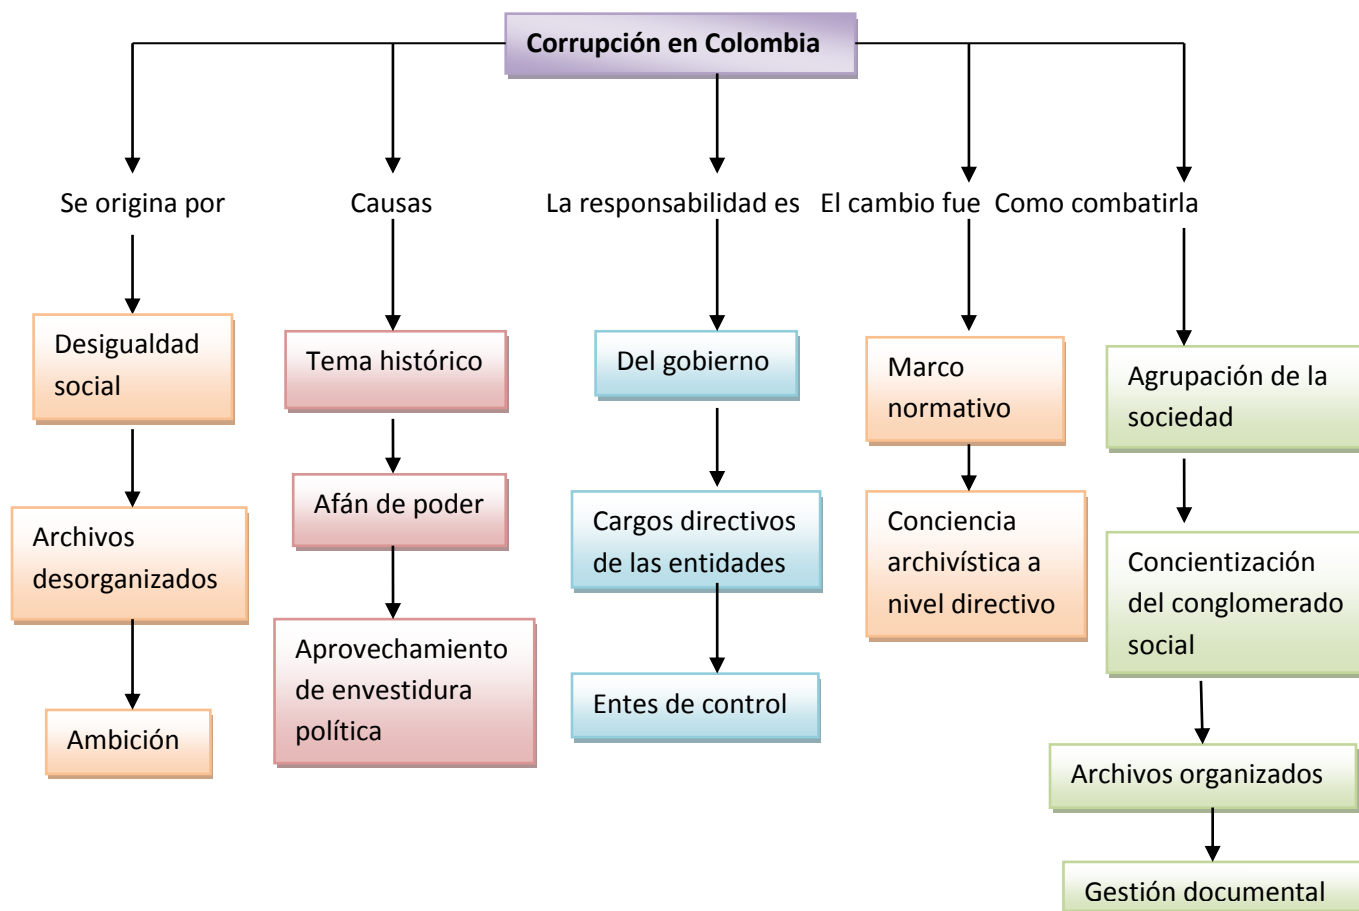 Corrupción en Colombia
Se origina por
Causas
La responsabilidad es
El cambio fue
Como combatirla
Desigualdad
social
Archivos
desorganizados
Ambición
Tema histórico
Afán de poder
Aprovechamiento
de envestidura
política
Del gobierno
Cargos directivos
de las entidades
Entes de control
Marco
normativo
Conciencia
archivística a
nivel directivo
Agrupación de la
sociedad
Concientización
del conglomerado
social
Archivos organizados
Gestión documental